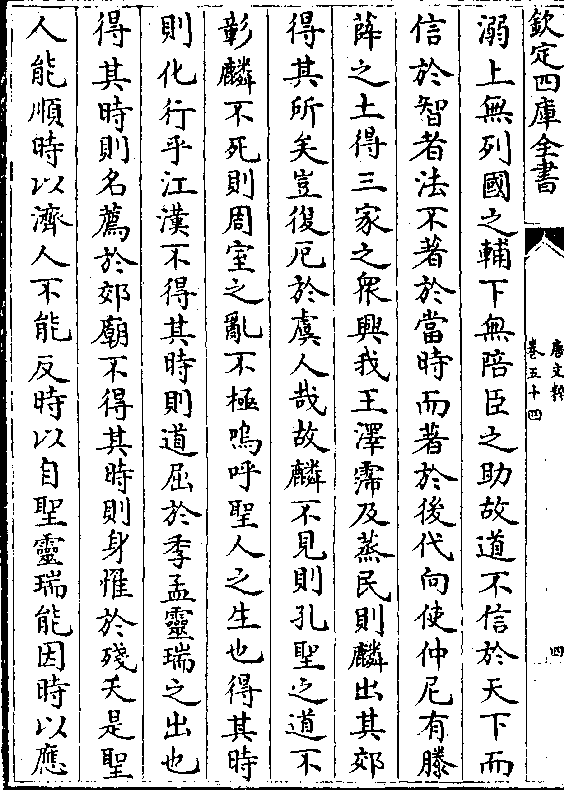 欽定四庫全書
唐文粹
卷五十四
四
溺上無列國之輔下無陪臣之助故道不信於天下而
信於智者法不著於當時而著於後代向使仲尼有滕
薛之土得三家之衆興我王澤霈及蒸民則麟出其郊
得其所矣豈復厄於虞人哉故麟不見則孔聖之道不
彰麟不死則周室之亂不極嗚呼聖人之生也得其時
則化行乎江漢不得其時則道屈於季孟靈瑞之出也
得其時則名薦於郊廟不得其時則身罹於殘夭是聖
人能順時以濟人不能反時以自聖靈瑞能因時以應